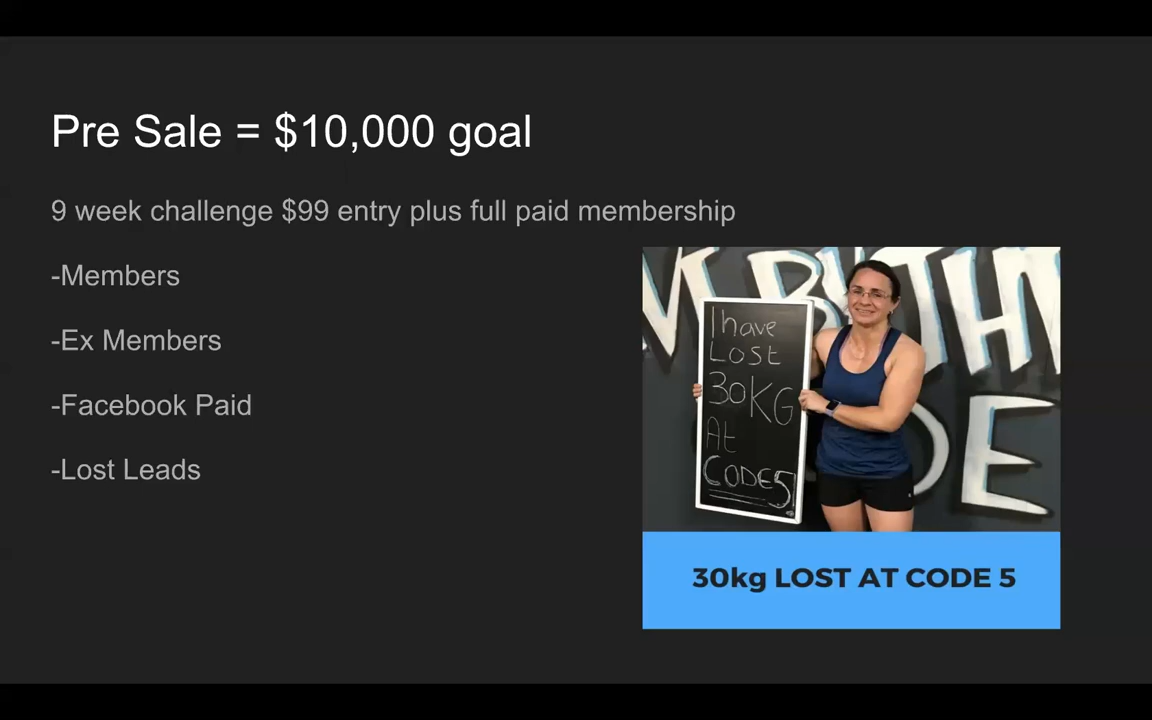 Pre Sale = $10,000 goal
9 week challenge $99 entry plus full paid membership
-Members
-Ex Members
-Facebook Paid
-Lost Leads
I have
Lost
30KG
At
CODE5
30kg LOST AT CODE 5